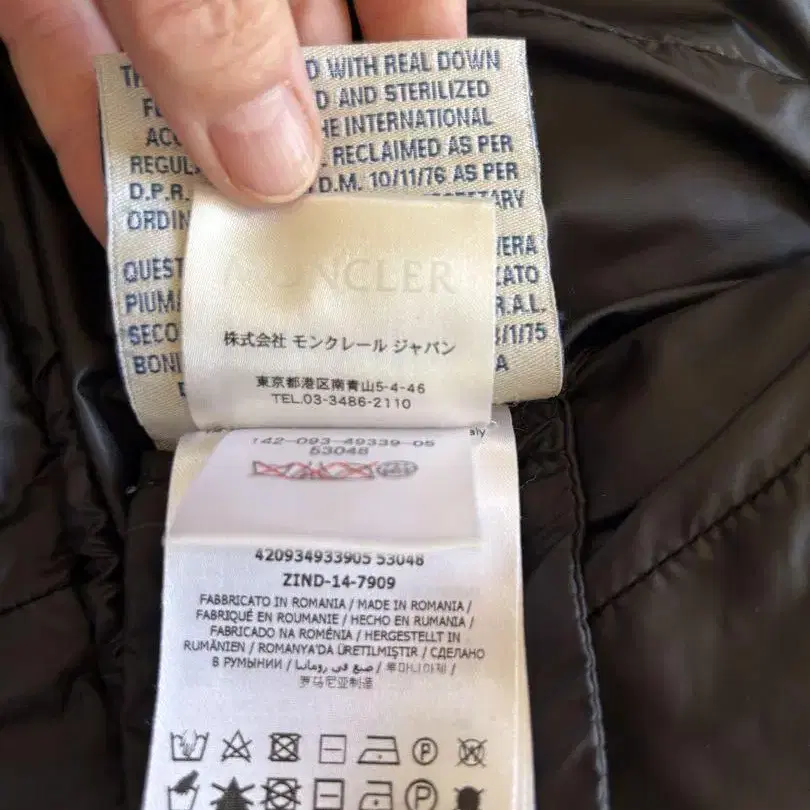 D WITH REAL DOWN
D AND STERILIZED
THE INTERNATIONAL
RECLAIMED AS PER
D.P.R. D.M. 10/11/76 AS PER
ORDIN
QUEST VERA
PIUM
SECO /1/75
BONI
MONCLER
株式会社 モンクレール ジャパン
東京都港区南青山5-4-46
TEL.03-3486-2110
142-093-49339-05
53048
420934933905 53048
ZIND-14-7909
FABBRICATO IN ROMANIA / MADE IN ROMANIA /
FABRIQUÉ EN ROUMANIE / HECHO EN RUMANIA /
FABRICADO NA ROMÉNIA / HERGESTELLT IN
RUMÄNIEN / ROMANYA'DA ÜRETILMIŞTIR / СДЕЛАНО
В РУМЫНИИ / صنع في رومانيا / 루마니아제 /
罗马尼亚制造